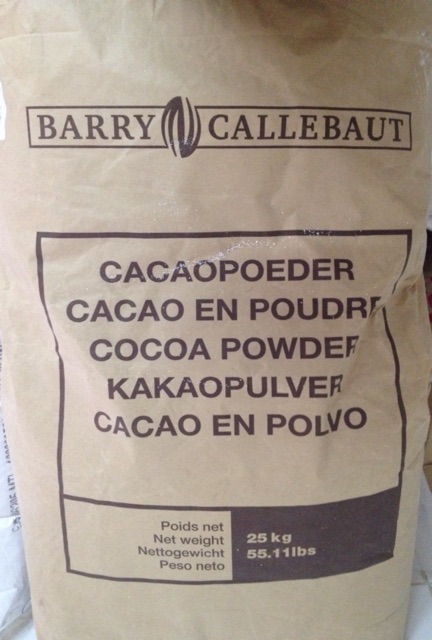 BARRY CALLEBAUT
CACAOPOEDER
CACAO EN POUDRE
COCOA POWDER
KAKAOPULVER
CACAO EN POLVO
Poids net
Net weight 25 kg
Nettogewicht 55.11lbs
Peso neto